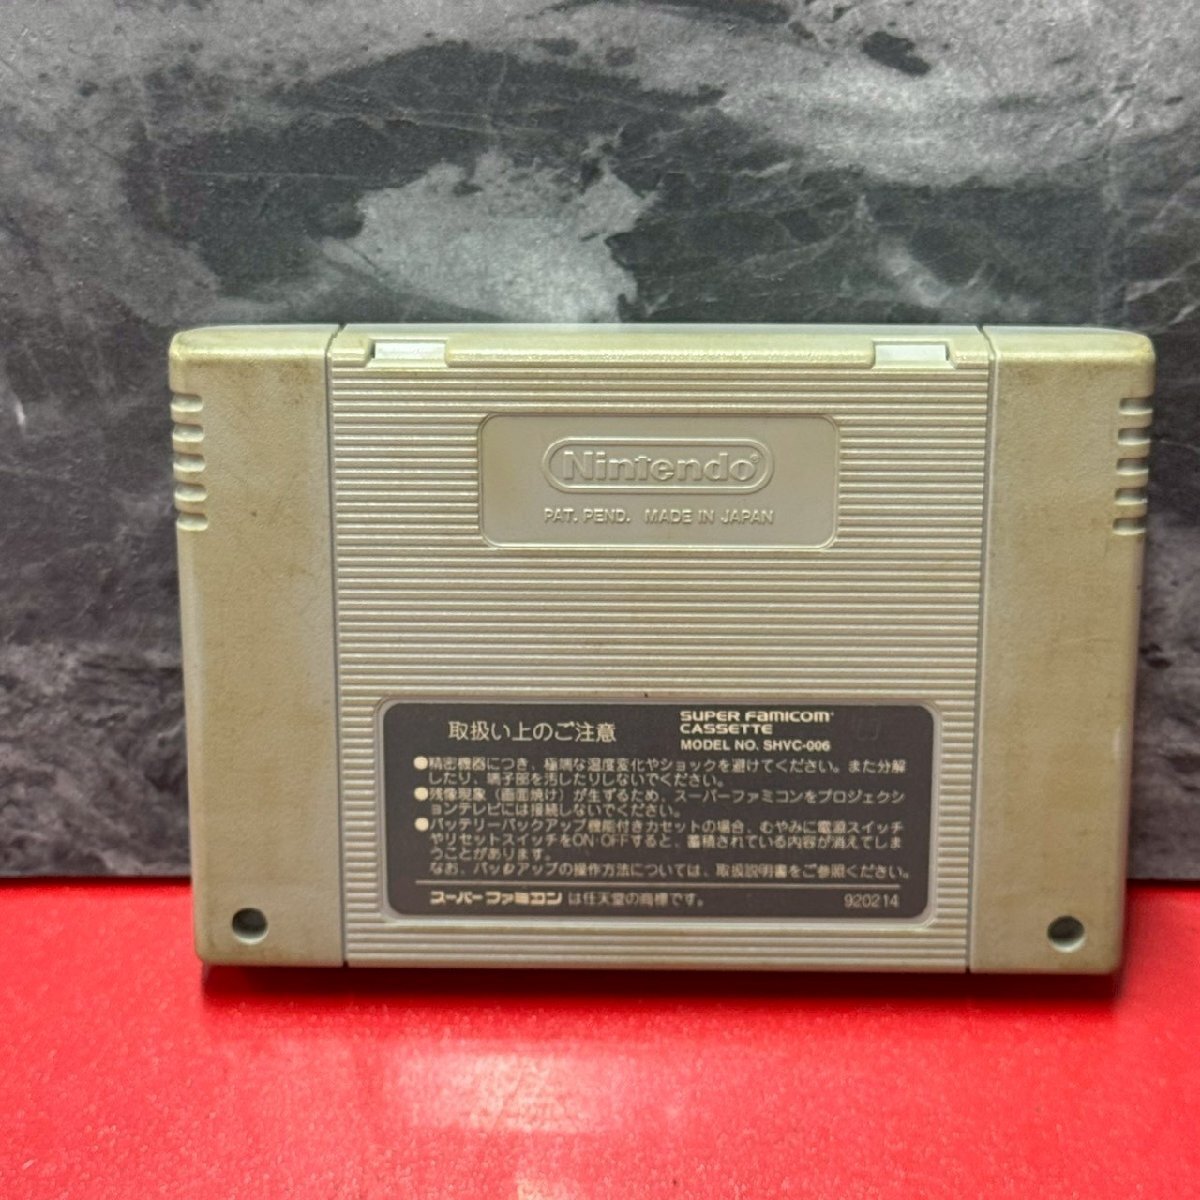 Nintendo®
PAT. PEND. MADE IN JAPAN
取扱い上のご注意
SUPER FAMICOM
CASSETTE
MODEL NO. SHVC-006
●精密機器につき、極端な温度変化やショックを避けてください。また分解
したり、端子部を汚したりしないでください。
●残像現象(画面焼け)が生ずるため、スーパーファミコンをプロジェクシ
ョンテレビには接続しないでください。
●バッテリーバックアップ機能付きカセットの場合、むやみに電源スイッチ
やリセットスイッチをON・OFFすると、蓄積されている内容が消えてしま
うことがあります。
なお、バックアップの操作方法については、取扱説明書をご参照ください。
スーパーファミコン は任天堂の商標です。
920214